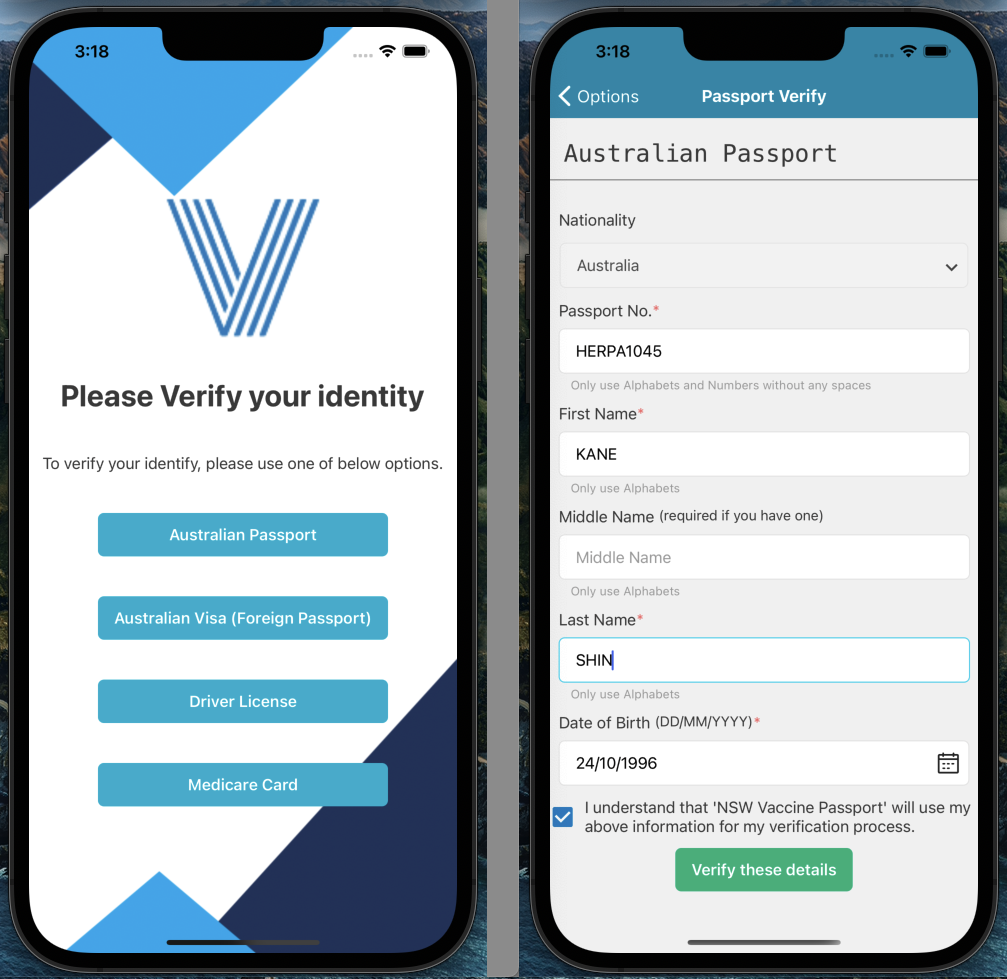 3:18
Please Verify your identity
To verify your identify, please use one of below options.
Australian Passport
Australian Visa (Foreign Passport)
Driver License
Medicare Card
3:18
Options
Passport Verify
Australian Passport
Nationality
Australia
Passport No.*
HERPA1045
Only use Alphabets and Numbers without any spaces
First Name*
KANE
Only use Alphabets
Middle Name (required if you have one)
Middle Name
Only use Alphabets
Last Name*
SHIN
Only use Alphabets
Date of Birth (DD/MM/YYYY)*
24/10/1996
I understand that 'NSW Vaccine Passport' will use my
above information for my verification process.
Verify these details